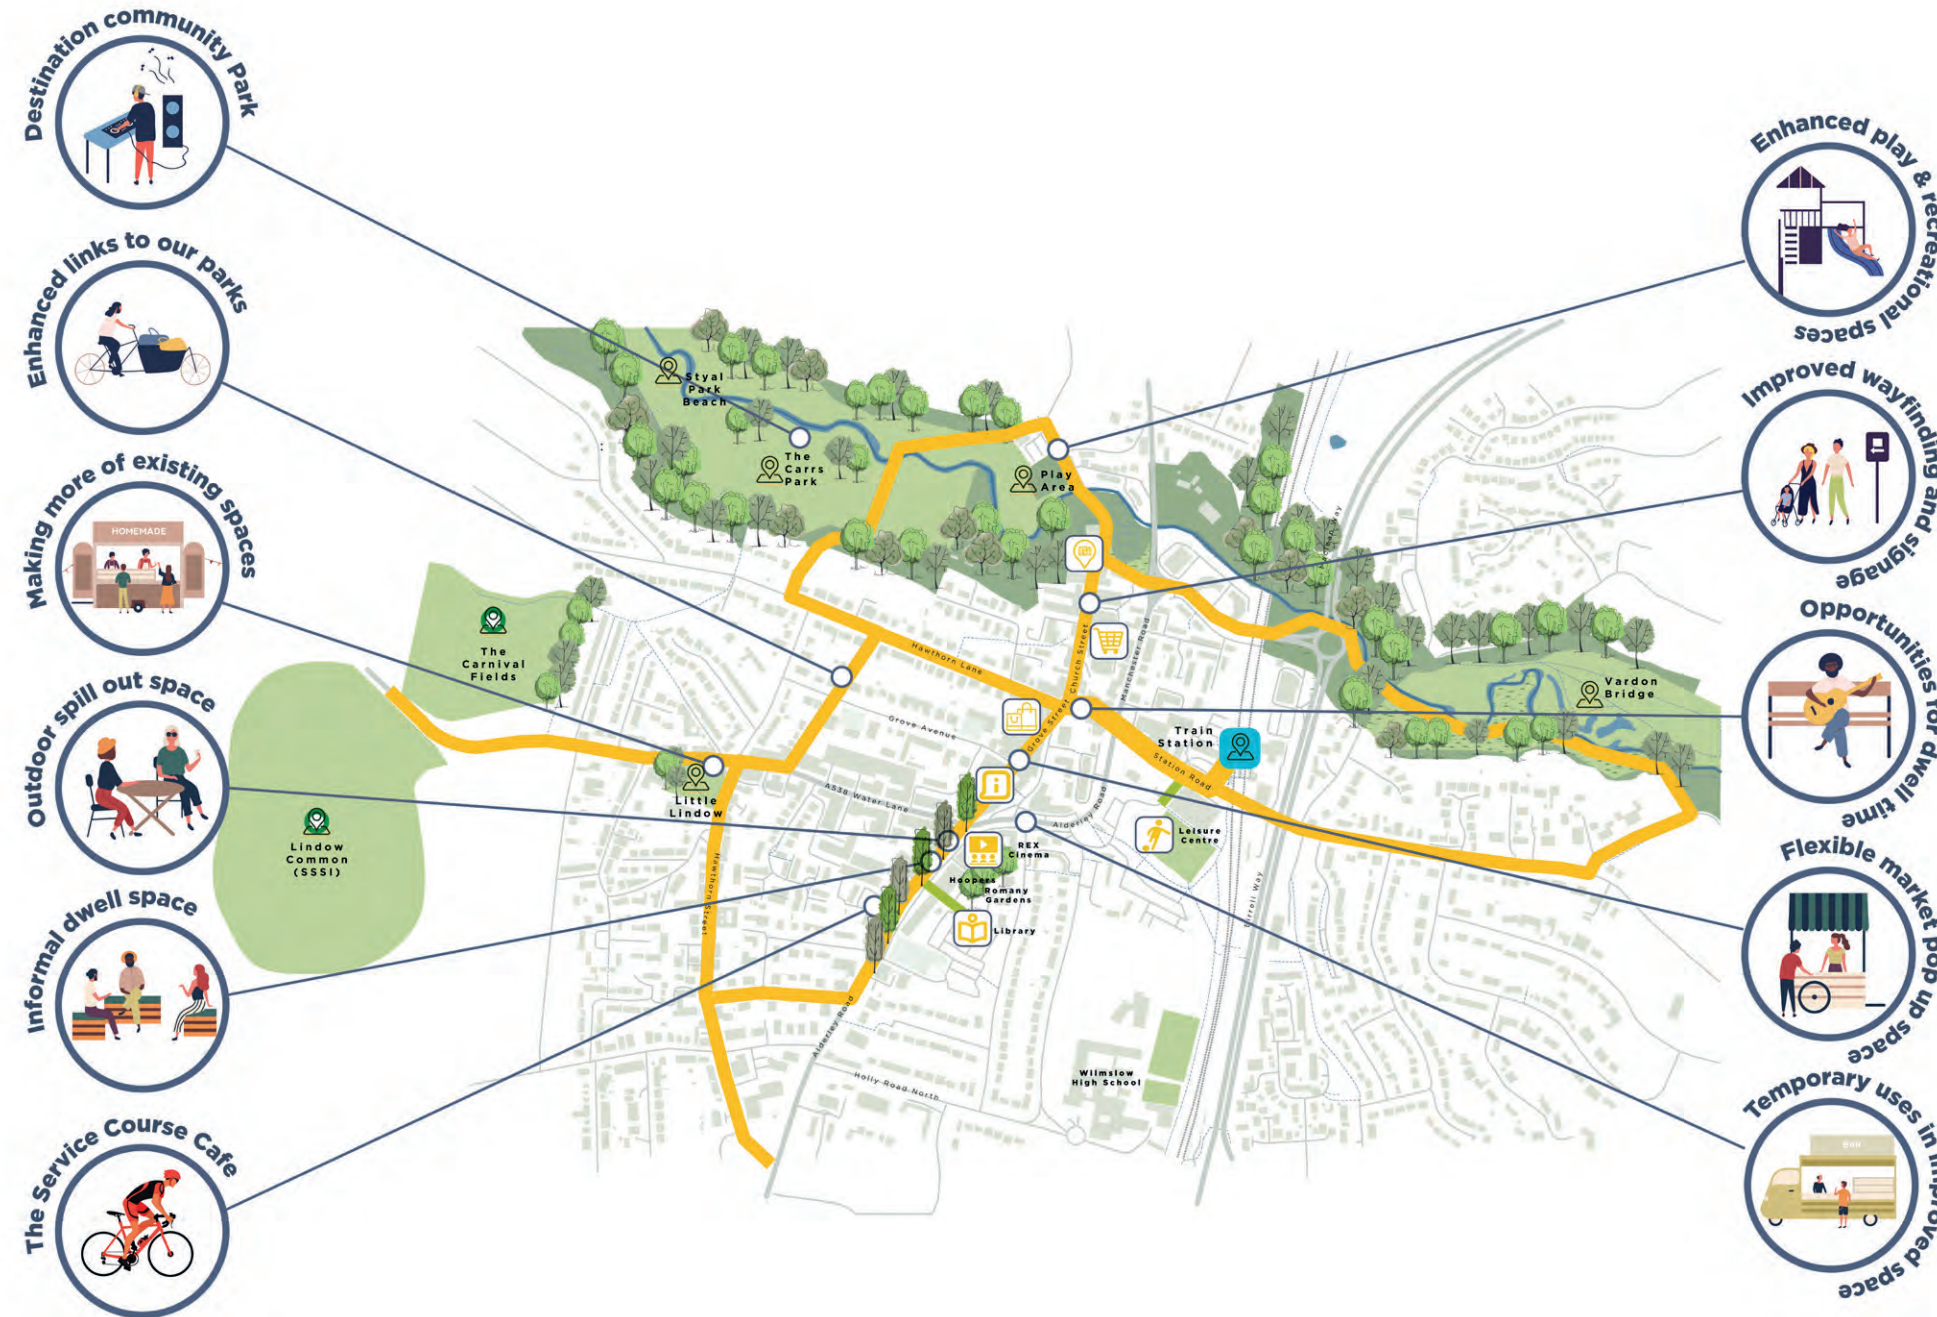 Destination community Park
Enhanced links to our parks
Making more of existing spaces
HOMEMADE
Outdoor spill out space
Informal dwell space
The Service Course Cafe
Enhanced play & recreational spaces
Improved wayfinding and signage
Opportunities for dwell time
Flexible market pop up space
Temporary uses in improved space
BAR
Styal
Park
Beach
The
Carrs
Park
Play
Area
The
Carnival
Fields
Lindow
Common
(SSSI)
Little
Lindow
Hawthorn Lane
Church Street
Manchester Road
Grove Street
Grove Avenue
A538 Water Lane
Train
Station
Station Road
Vardon
Bridge
Alderley Road
Leisure
Centre
REX
Cinema
Hoopers
Romany
Gardens
Library
Hawthorn Street
Alderley Road
Holly Road North
Wilmslow
High School